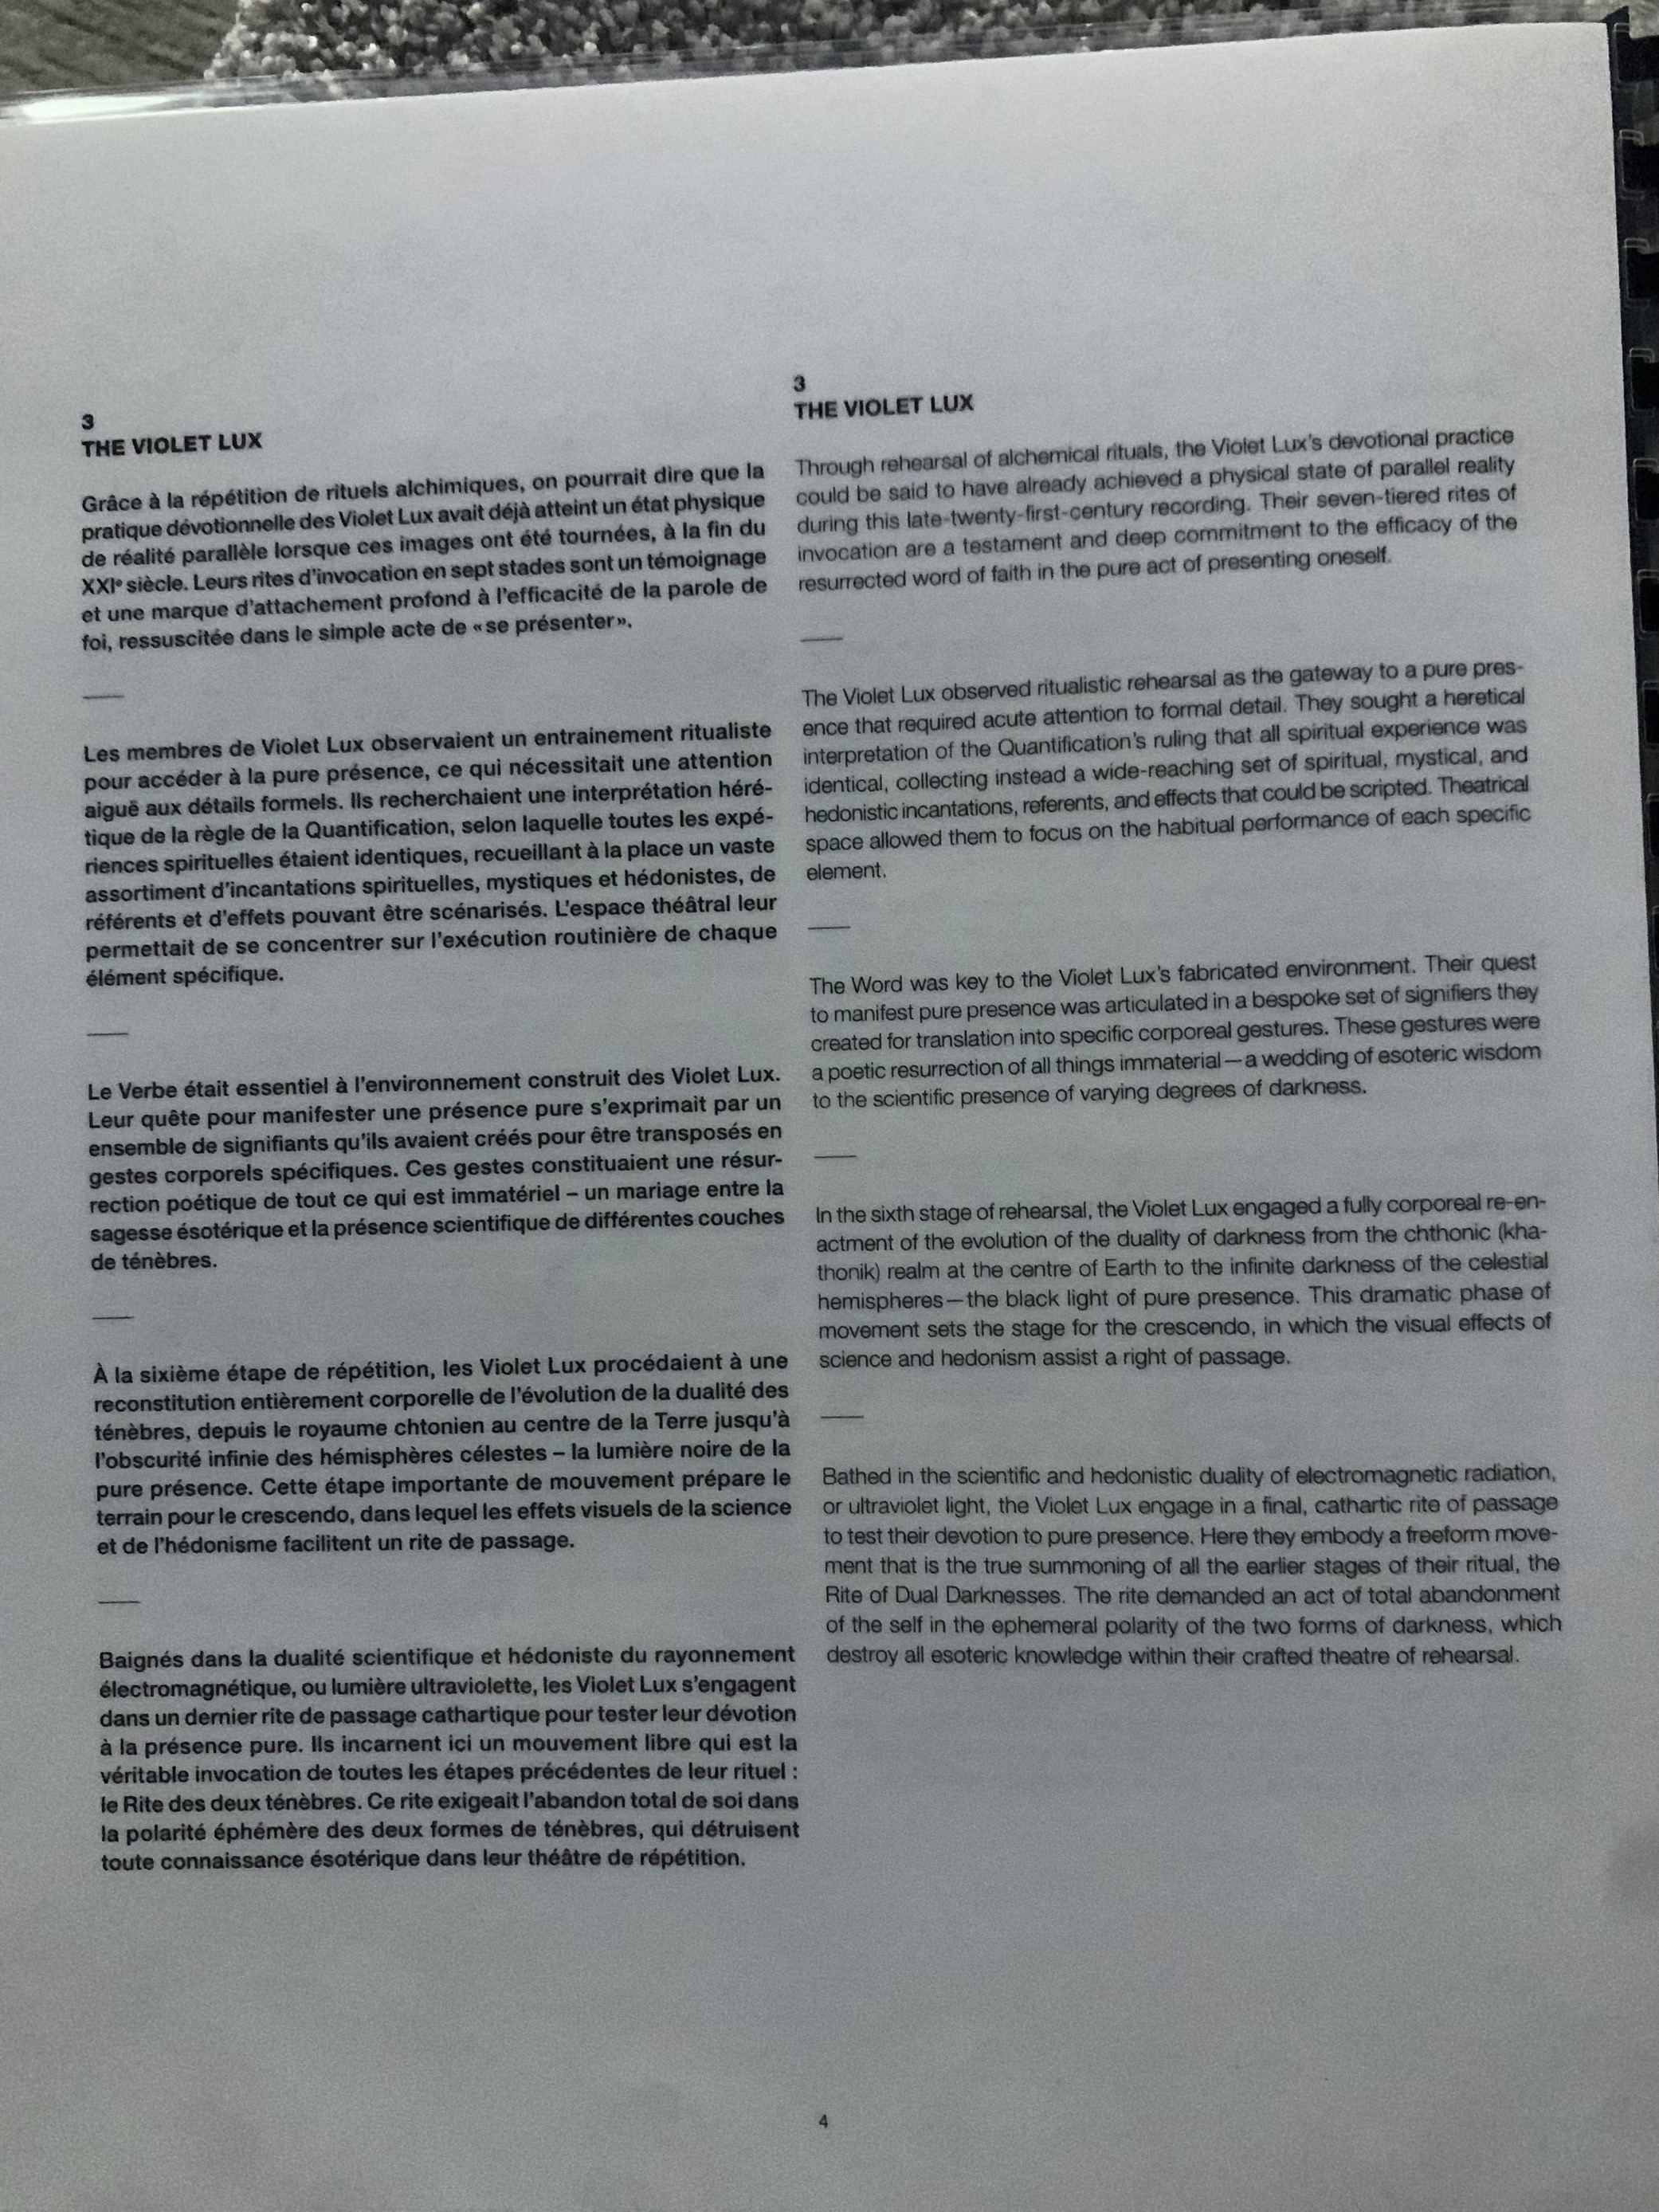 3
THE VIOLET LUX
Grâce à la répétition de rituels alchimiques, on pourrait dire que la
pratique dévotionnelle des Violet Lux avait déjà atteint un état physique
de réalité parallèle lorsque ces images ont été tournées, à la fin du
XXIe siècle. Leurs rites d'invocation en sept stades sont un témoignage
et une marque d'attachement profond à l'efficacité de la parole de
foi, ressuscitée dans le simple acte de «se présenter».
Les membres de Violet Lux observaient un entrainement ritualiste
pour accéder à la pure présence, ce qui nécessitait une attention
aiguë aux détails formels. Ils recherchaient une interprétation héré-
tique de la règle de la Quantification, selon laquelle toutes les expé-
riences spirituelles étaient identiques, recueillant à la place un vaste
assortiment d'incantations spirituelles, mystiques et hédonistes, de
référents et d'effets pouvant être scénarisés. L'espace théâtral leur
permettait de se concentrer sur l'exécution routinière de chaque
élément spécifique.
Le Verbe était essentiel à l'environnement construit des Violet Lux.
Leur quête pour manifester une présence pure s'exprimait par un
ensemble de signifiants qu'ils avaient créés pour être transposés en
gestes corporels spécifiques. Ces gestes constituaient une résur-
rection poétique de tout ce qui est immatériel – un mariage entre la
sagesse ésotérique et la présence scientifique de différentes couches
de ténèbres.
À la sixième étape de répétition, les Violet Lux procédaient à une
reconstitution entièrement corporelle de l'évolution de la dualité des
ténèbres, depuis le royaume chtonien au centre de la Terre jusqu'à
l'obscurité infinie des hémisphères célestes – la lumière noire de la
pure présence. Cette étape importante de mouvement prépare le
terrain pour le crescendo, dans lequel les effets visuels de la science
et de l'hédonisme facilitent un rite de passage.
Baignés dans la dualité scientifique et hédoniste du rayonnement
électromagnétique, ou lumière ultraviolette, les Violet Lux s'engagent
dans un dernier rite de passage cathartique pour tester leur dévotion
à la présence pure. Ils incarnent ici un mouvement libre qui est la
véritable invocation de toutes les étapes précédentes de leur rituel :
le Rite des deux ténèbres. Ce rite exigeait l'abandon total de soi dans
la polarité éphémère des deux formes de ténèbres, qui détruisent
toute connaissance ésotérique dans leur théâtre de répétition.
3
THE VIOLET LUX
Through rehearsal of alchemical rituals, the Violet Lux's devotional practice
could be said to have already achieved a physical state of parallel reality
during this late-twenty-first-century recording. Their seven-tiered rites of
invocation are a testament and deep commitment to the efficacy of the
resurrected word of faith in the pure act of presenting oneself.
The Violet Lux observed ritualistic rehearsal as the gateway to a pure pres-
ence that required acute attention to formal detail. They sought a heretical
interpretation of the Quantification's ruling that all spiritual experience was
identical, collecting instead a wide-reaching set of spiritual, mystical, and
hedonistic incantations, referents, and effects that could be scripted. Theatrical
space allowed them to focus on the habitual performance of each specific
element.
The Word was key to the Violet Lux's fabricated environment. Their quest
to manifest pure presence was articulated in a bespoke set of signifiers they
created for translation into specific corporeal gestures. These gestures were
a poetic resurrection of all things immaterial—a wedding of esoteric wisdom
to the scientific presence of varying degrees of darkness.
In the sixth stage of rehearsal, the Violet Lux engaged a fully corporeal re-en-
actment of the evolution of the duality of darkness from the chthonic (kha-
thonik) realm at the centre of Earth to the infinite darkness of the celestial
hemispheres—the black light of pure presence. This dramatic phase of
movement sets the stage for the crescendo, in which the visual effects of
science and hedonism assist a right of passage.
Bathed in the scientific and hedonistic duality of electromagnetic radiation,
or ultraviolet light, the Violet Lux engage in a final, cathartic rite of passage
to test their devotion to pure presence. Here they embody a freeform move-
ment that is the true summoning of all the earlier stages of their ritual, the
Rite of Dual Darknesses. The rite demanded an act of total abandonment
of the self in the ephemeral polarity of the two forms of darkness, which
destroy all esoteric knowledge within their crafted theatre of rehearsal.
4